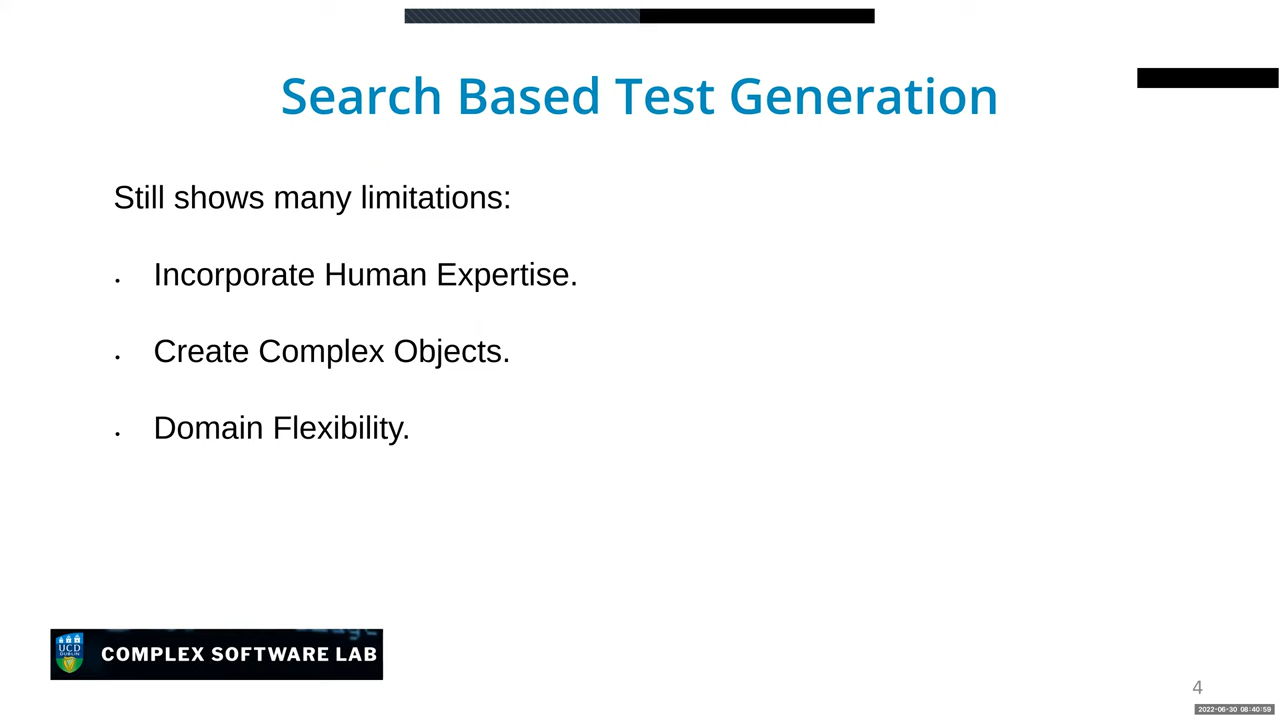 Search Based Test Generation
Still shows many limitations:
• Incorporate Human Expertise.
• Create Complex Objects.
• Domain Flexibility.
UCD
DUBLIN
COMPLEX SOFTWARE LAB
4
2022-06-30 08:40:59